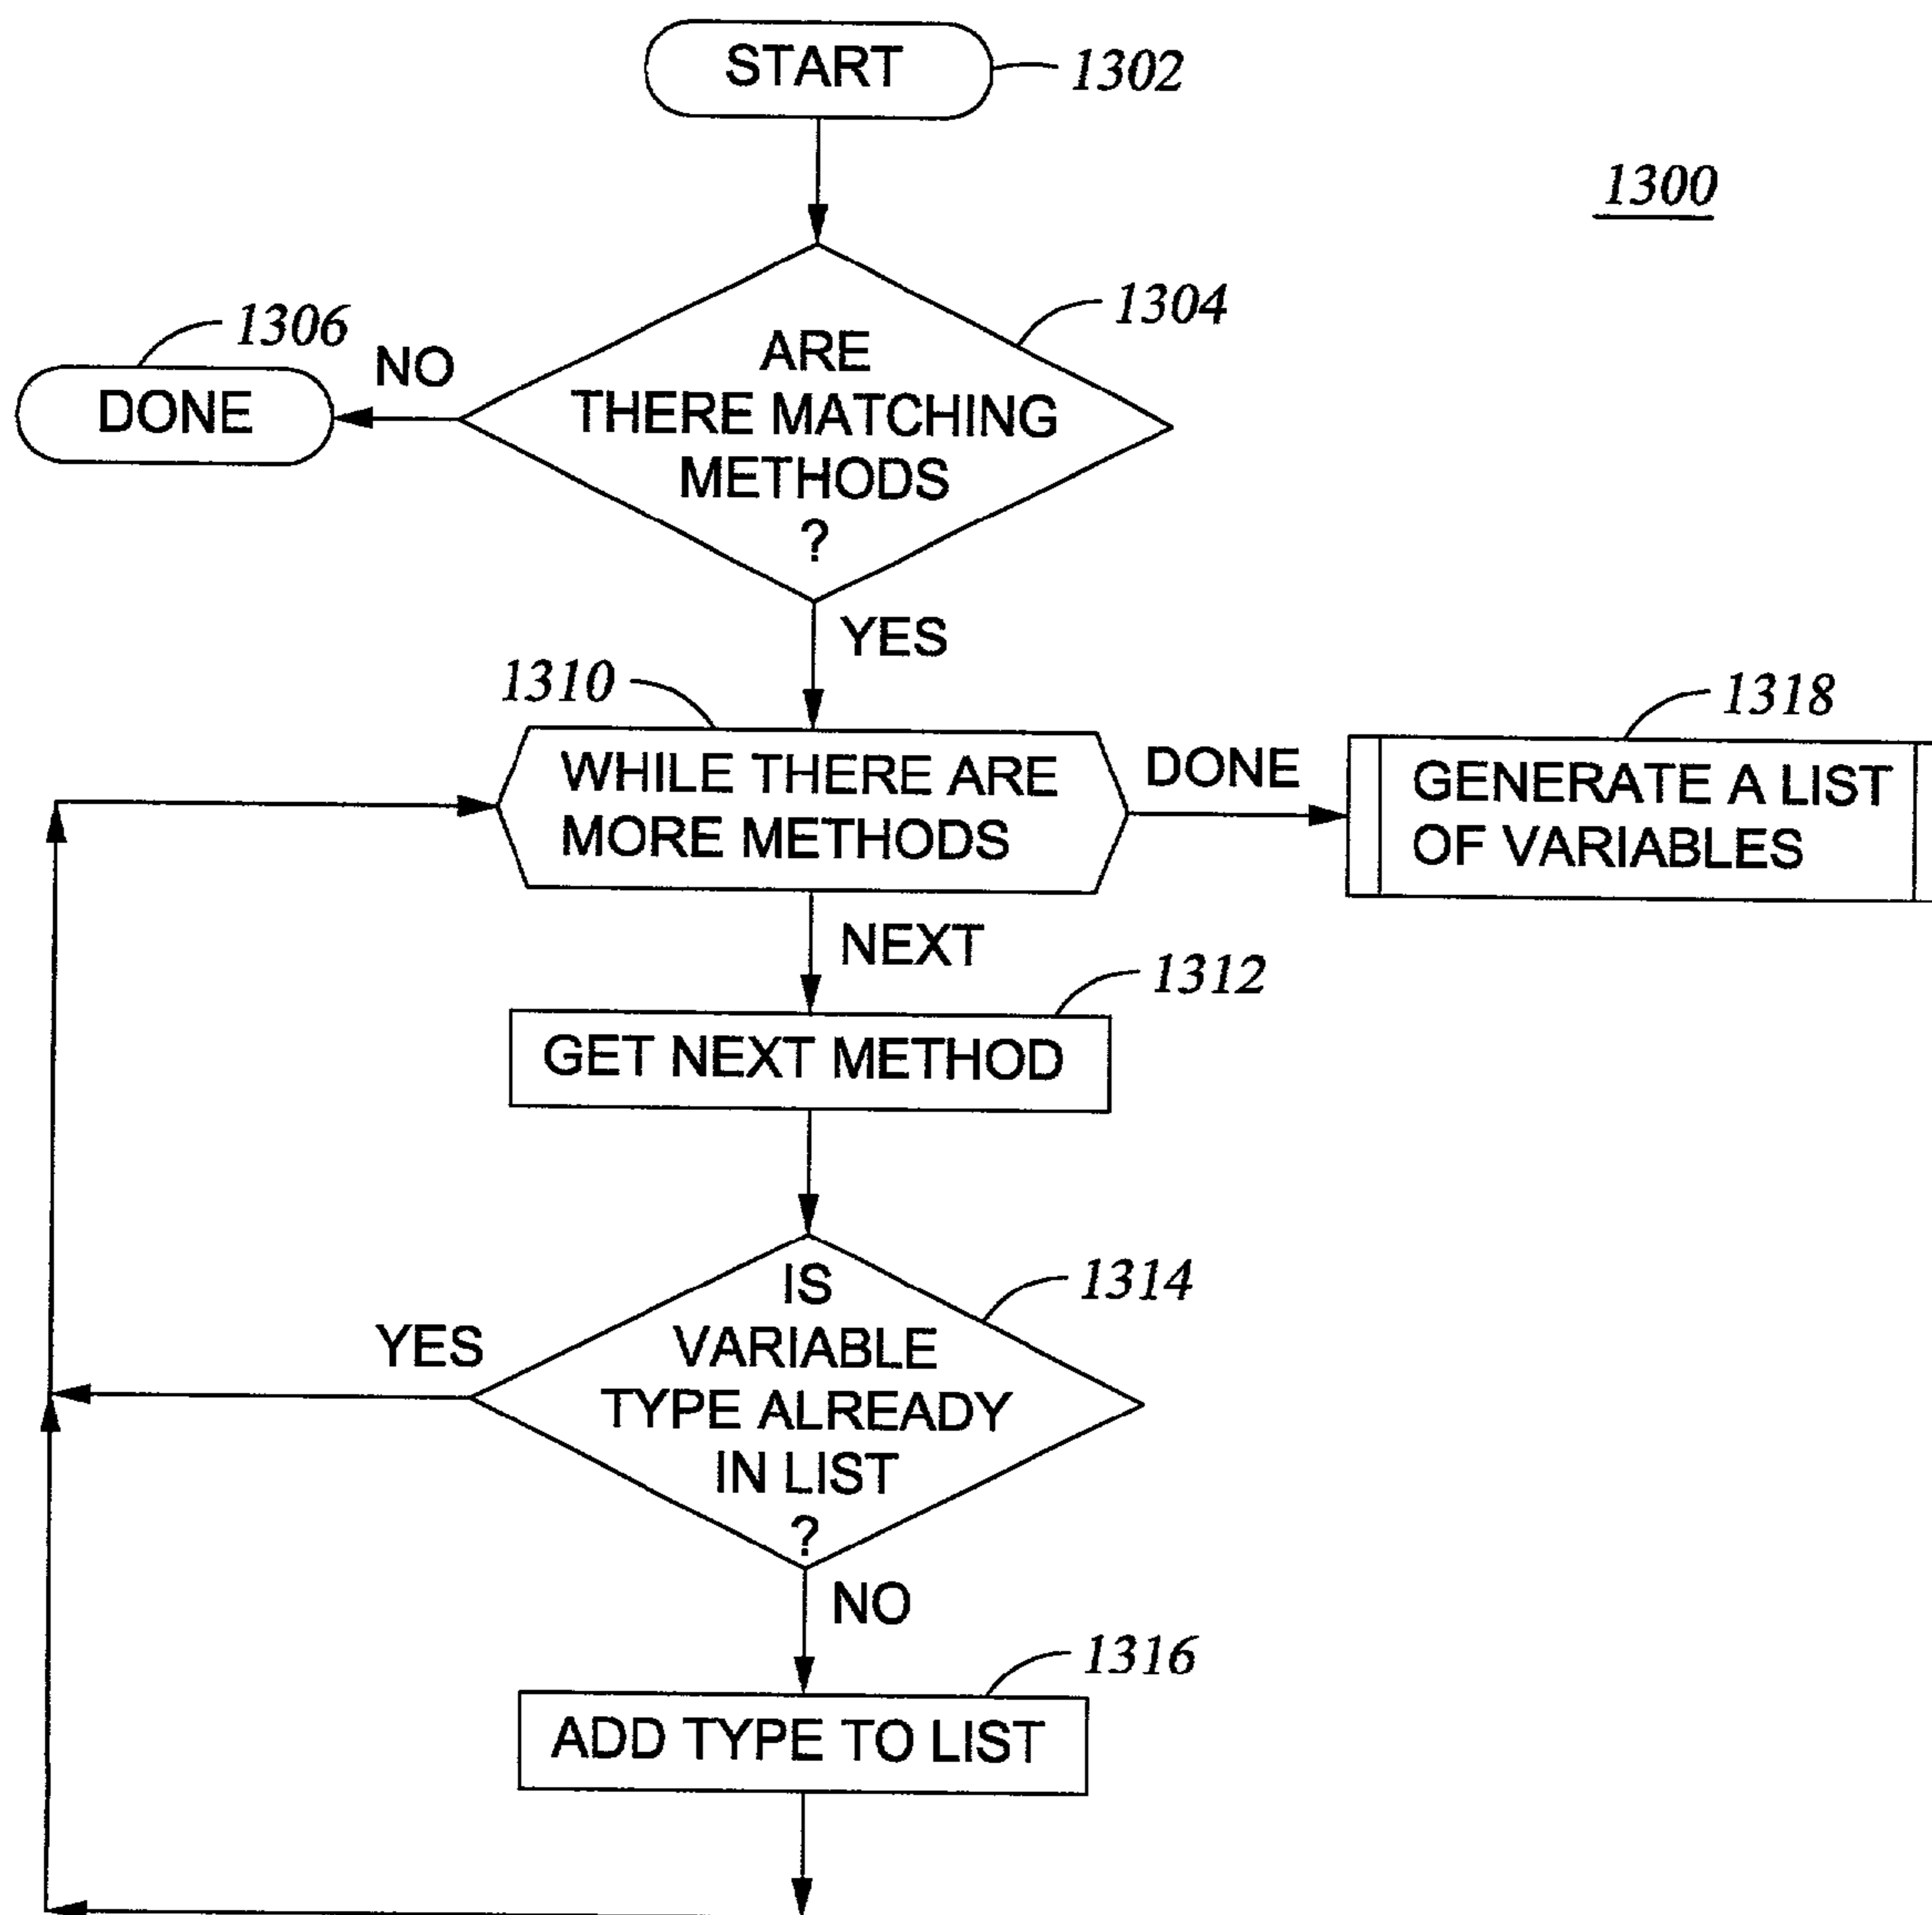 START
1302
1300
1304
1306
NO
DONE
ARE
THERE MATCHING
METHODS
?
YES
1310
1318
WHILE THERE ARE
MORE METHODS
DONE
GENERATE A LIST
OF VARIABLES
NEXT
1312
GET NEXT METHOD
1314
IS
VARIABLE
TYPE ALREADY
IN LIST
?
YES
NO
1316
ADD TYPE TO LIST